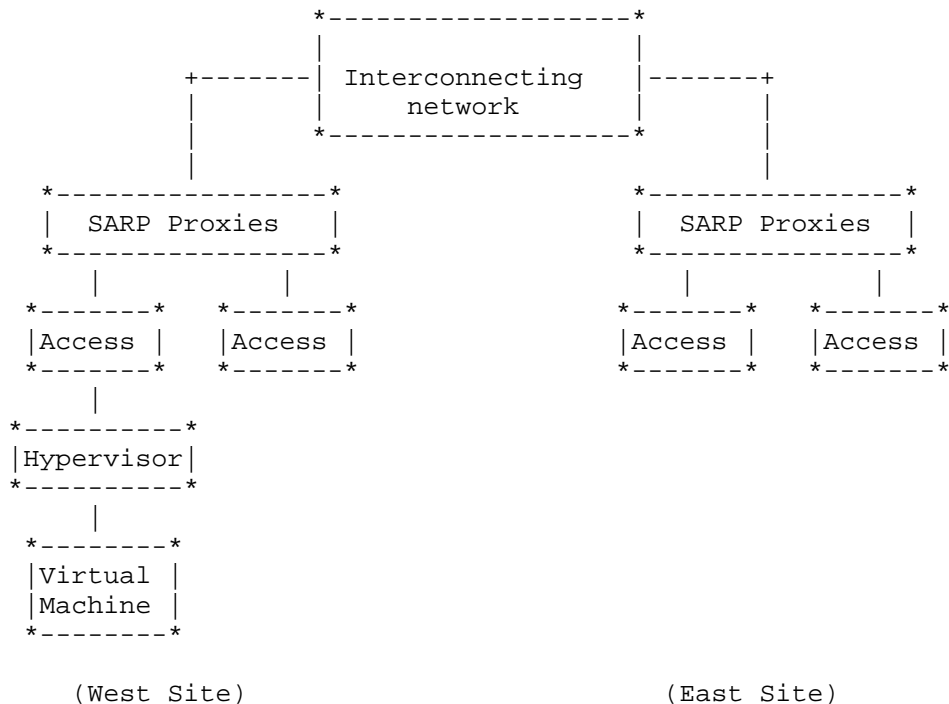 Interconnecting
network
SARP Proxies
SARP Proxies
Access
Access
Access
Access
Hypervisor
Virtual
Machine
(West Site)
(East Site)